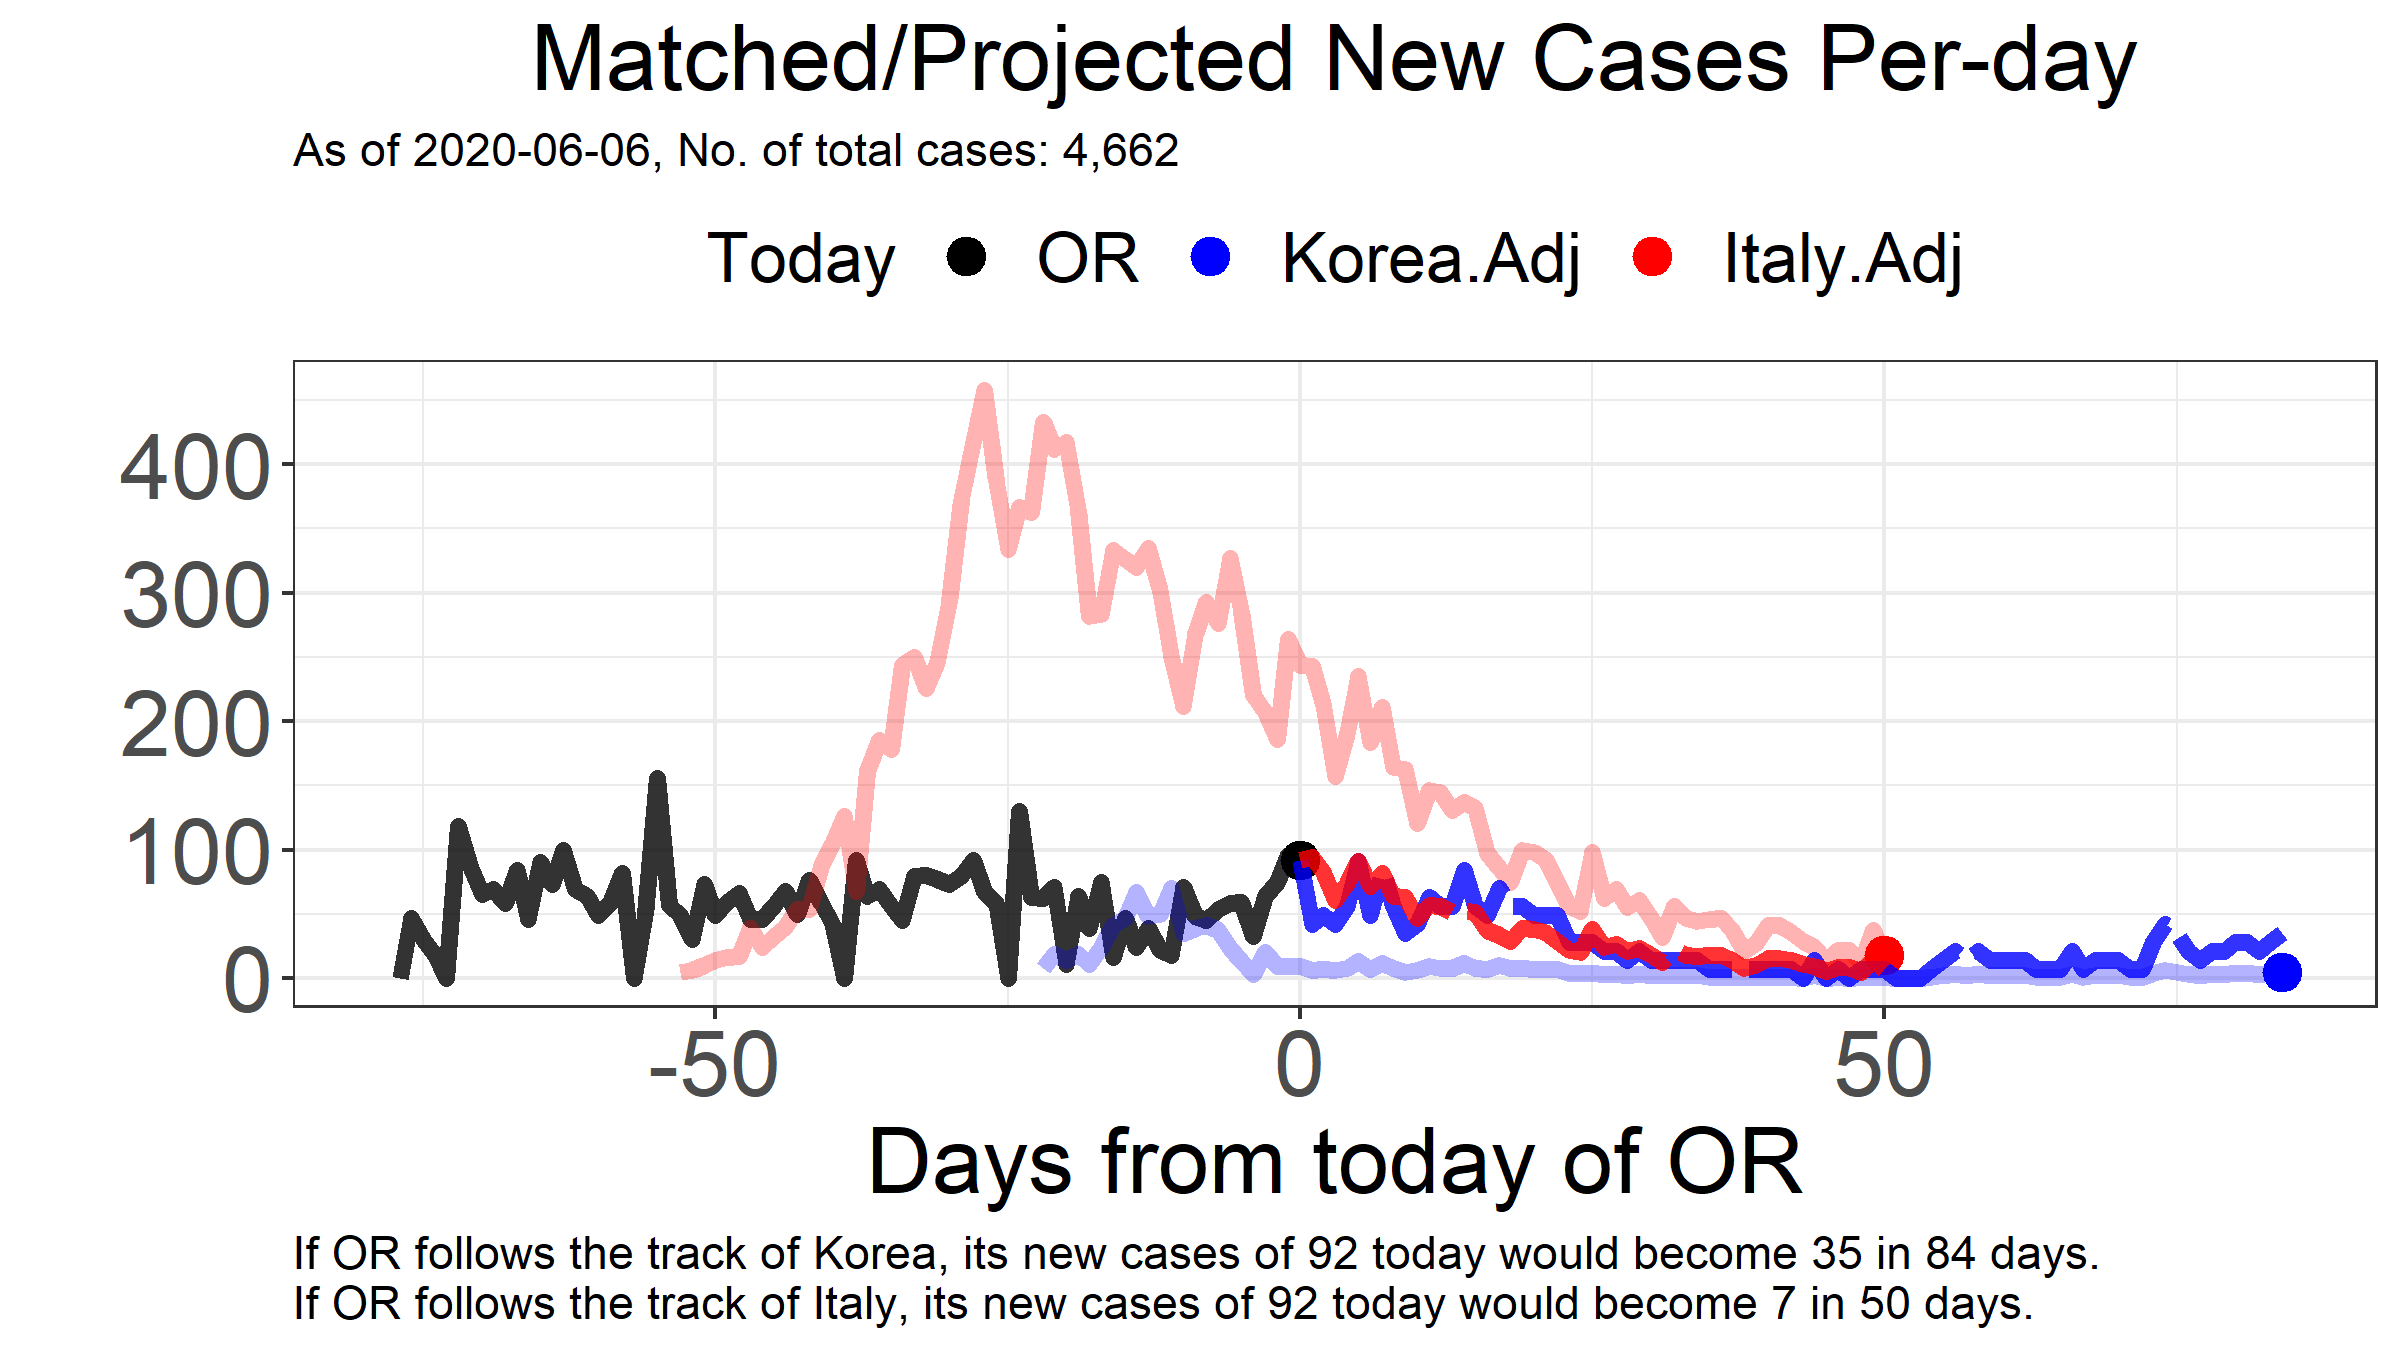 Matched/Projected New Cases Per-day
As of 2020-06-06, No. of total cases: 4,662
Today OR Korea.Adj Italy.Adj
400
300
200
100
0
-50 0 50
Days from today of OR
If OR follows the track of Korea, its new cases of 92 today would become 35 in 84 days.
If OR follows the track of Italy, its new cases of 92 today would become 7 in 50 days.